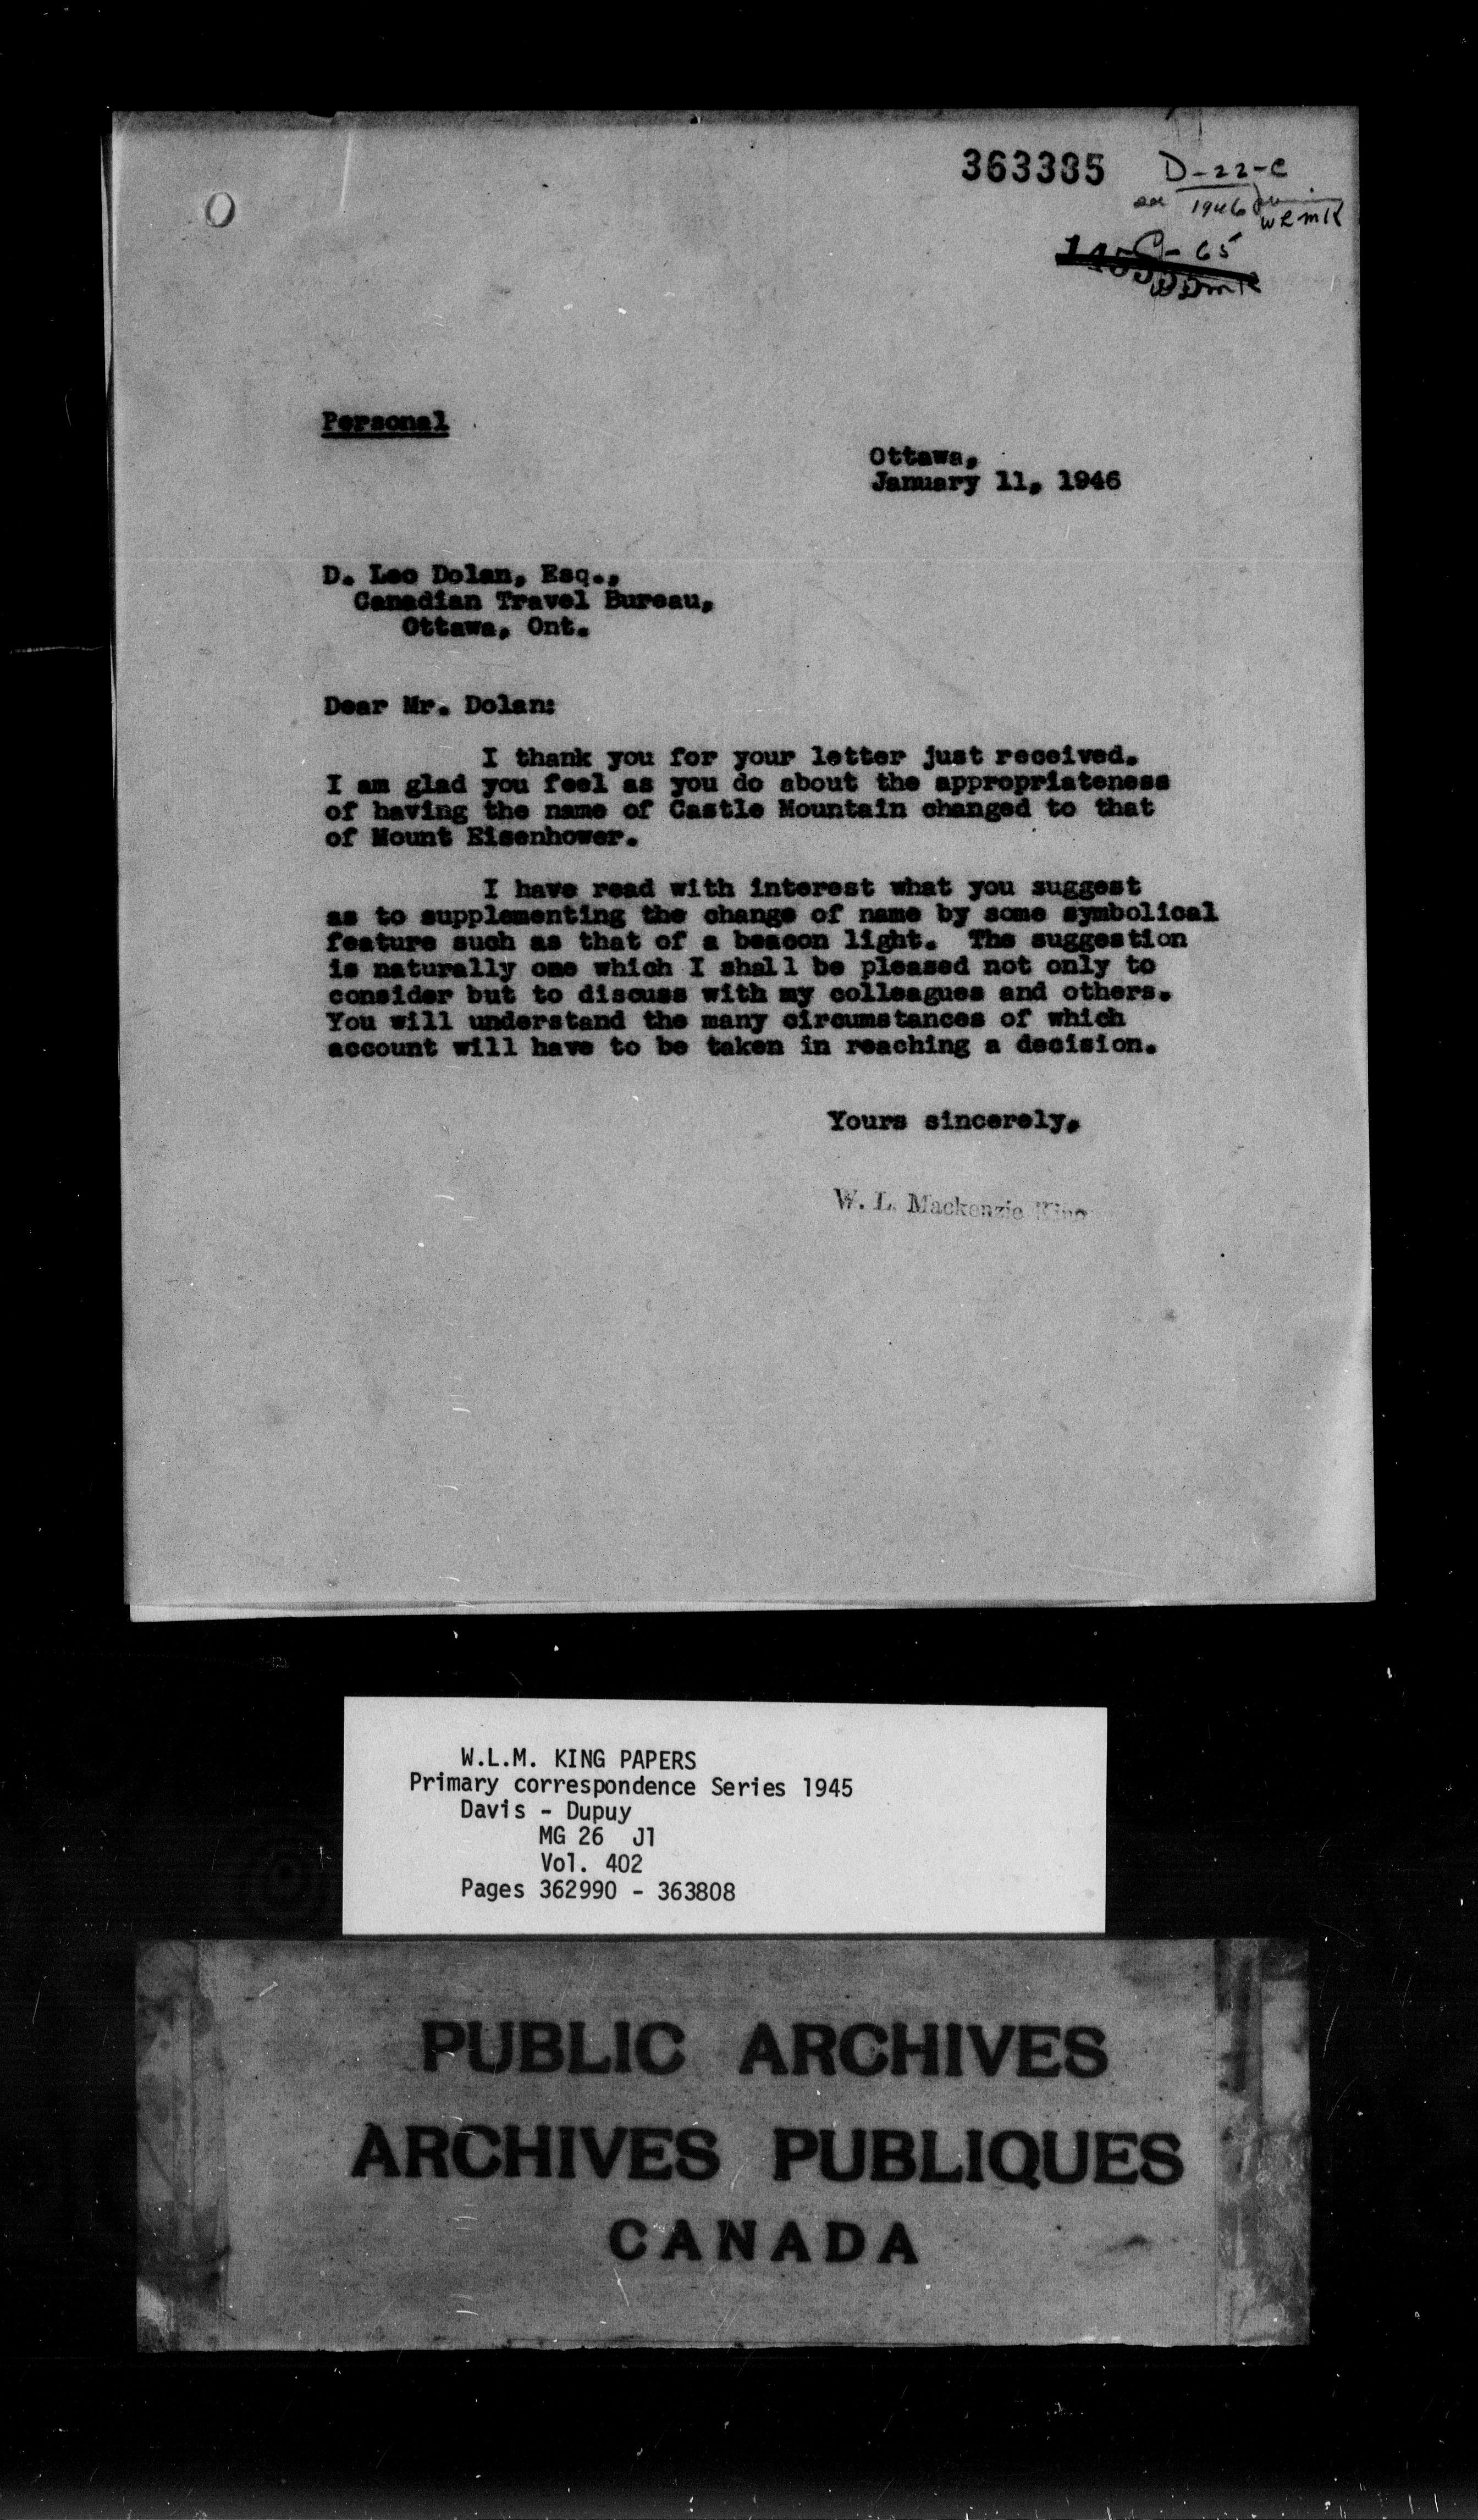 363385
D-22-C
1946
WLMK
C-65
Personal
Ottawa,
January 11, 1946
D. Leo Dolan, Esq.,
Canadian Travel Bureau,
Ottawa, Ont.
Dear Mr. Dolan:
I thank you for your letter just received.
I am glad you feel as you do about the appropriateness
of having the name of Castle Mountain changed to that
of Mount Eisenhower.
I have read with interest what you suggest
as to supplementing the change of name by some symbolical
feature such as that of a beacon light. The suggestion
is naturally one which I shall be pleased not only to
consider but to discuss with my colleagues and others.
You will understand the many circumstances of which
account will have to be taken in reaching a decision.
Yours sincerely,
W. L. Mackenzie King
W.L.M. KING PAPERS
Primary correspondence Series 1945
Davis - Dupuy
MG 26 J1
Vol. 402
Pages 362990 - 363808
PUBLIC ARCHIVES
ARCHIVES PUBLIQUES
CANADA